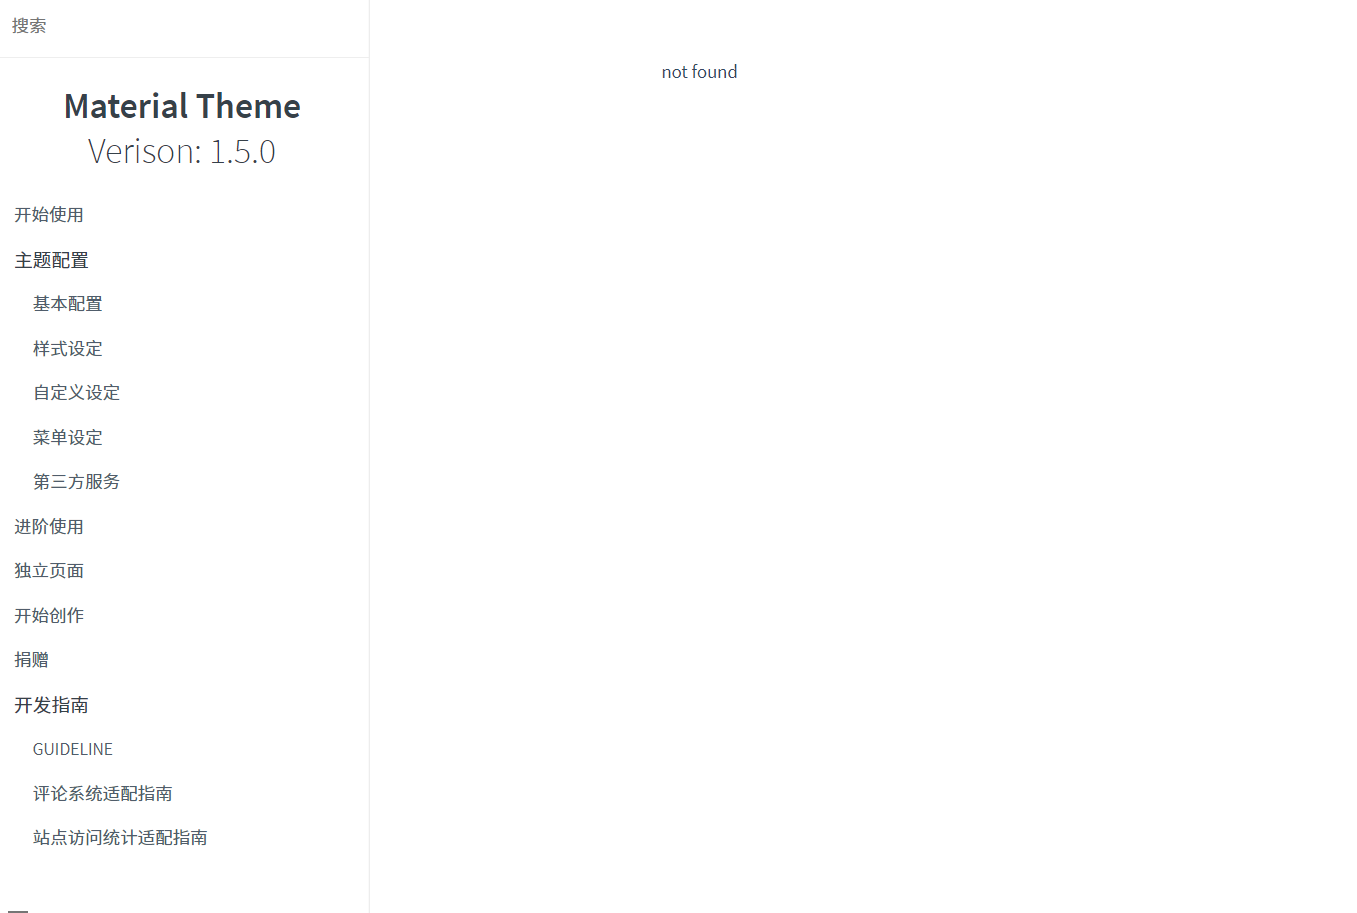 搜索
Material Theme
Verison: 1.5.0
开始使用
主题配置
基本配置
样式设定
自定义设定
菜单设定
第三方服务
进阶使用
独立页面
开始创作
捐赠
开发指南
GUIDELINE
评论系统适配指南
站点访问统计适配指南
not found